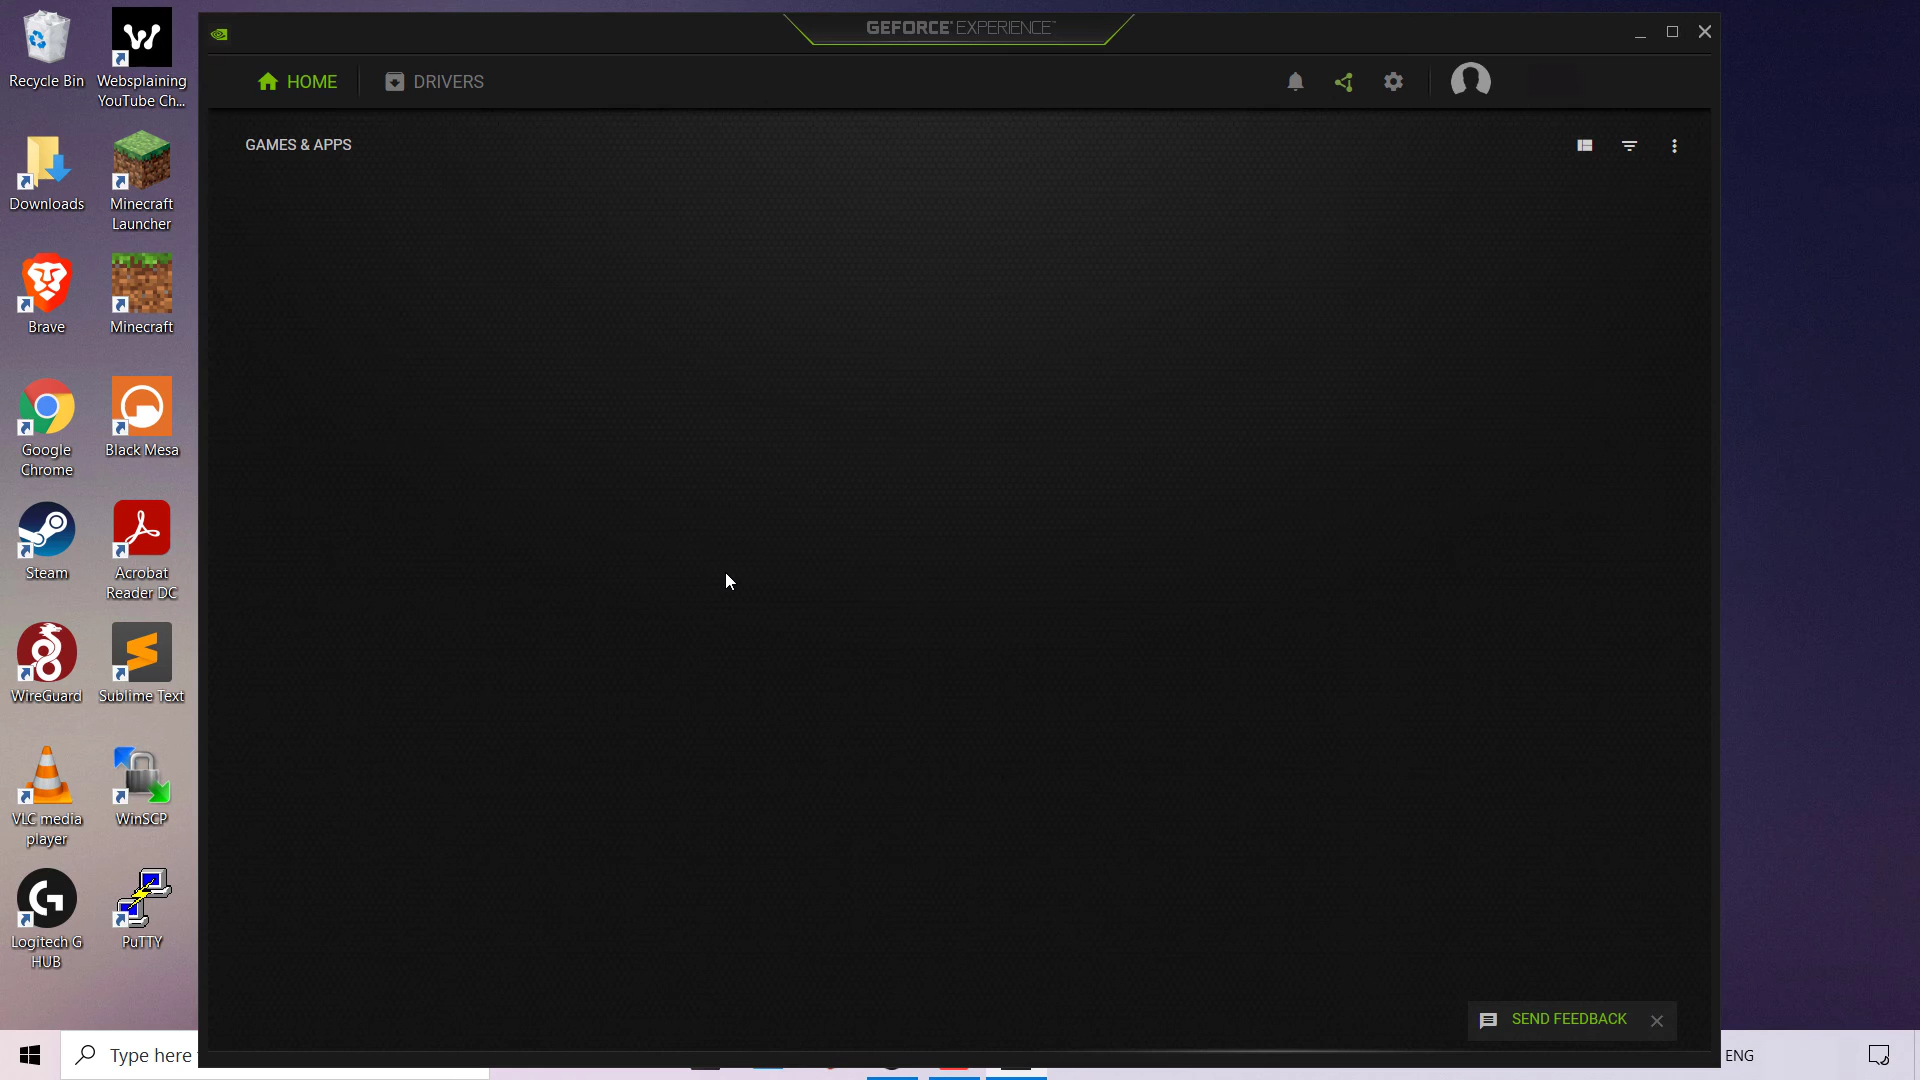 Recycle Bin
Websplaining
YouTube Ch...
Downloads
Minecraft
Launcher
Brave
Minecraft
Google
Chrome
Black Mesa
Steam
Acrobat
Reader DC
WireGuard
Sublime Text
VLC media
player
WinSCP
Logitech G
HUB
PuTTY
GEFORCE® EXPERIENCE™
HOME
DRIVERS
GAMES & APPS
SEND FEEDBACK
Type here
ENG